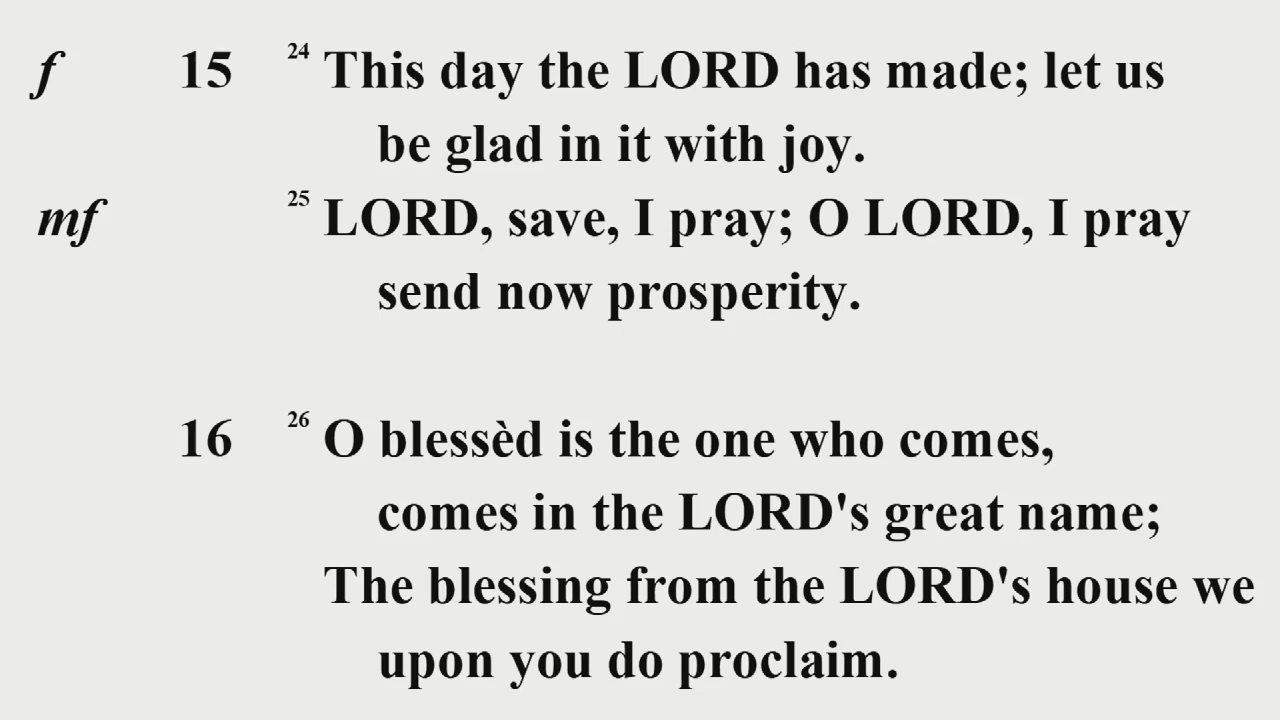 f 15 24 This day the LORD has made; let us
be glad in it with joy.
mf 25 LORD, save, I pray; O LORD, I pray
send now prosperity.
16 26 O blessèd is the one who comes,
comes in the LORD's great name;
The blessing from the LORD's house we
upon you do proclaim.